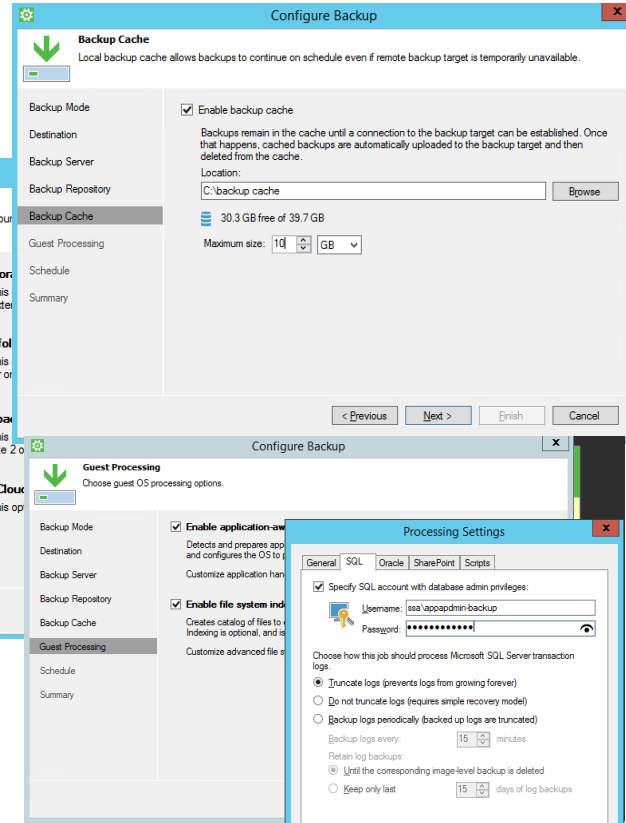 Configure Backup
x
Backup Cache
Local backup cache allows backups to continue on schedule even if remote backup target is temporarily unavailable.
Backup Mode
Destination
Backup Server
Backup Repository
Backup Cache
Guest Processing
Schedule
Summary
Enable backup cache
Backups remain in the cache until a connection to the backup target can be established. Once
that happens, cached backups are automatically uploaded to the backup target and then
deleted from the cache.
Location:
C:\backup cache
Browse
30.3 GB free of 39.7 GB
Maximum size: 10 GB
< Previous
Next >
Finish
Cancel
Configure Backup
x
Guest Processing
Choose guest OS processing options.
Backup Mode
Destination
Backup Server
Backup Repository
Backup Cache
Guest Processing
Schedule
Summary
Enable application-aw
Detects and prepares app
and configures the OS to p
Customize application han
Enable file system inde
Creates catalog of files to
Indexing is optional, and is
Customize advanced file s
Processing Settings
x
General
SQL
Oracle
SharePoint
Scripts
Specify SQL account with database admin privileges:
Username: ssa\appapdmin-backup
Password: ●●●●●●●●●●●●
Choose how this job should process Microsoft SQL Server transaction
logs.
Truncate logs (prevents logs from growing forever)
Do not truncate logs (requires simple recovery model)
Backup logs periodically (backed up logs are truncated)
Backup logs every: 15 minutes
Retain log backups:
Until the corresponding image-level backup is deleted
Keep only last 15 days of log backups